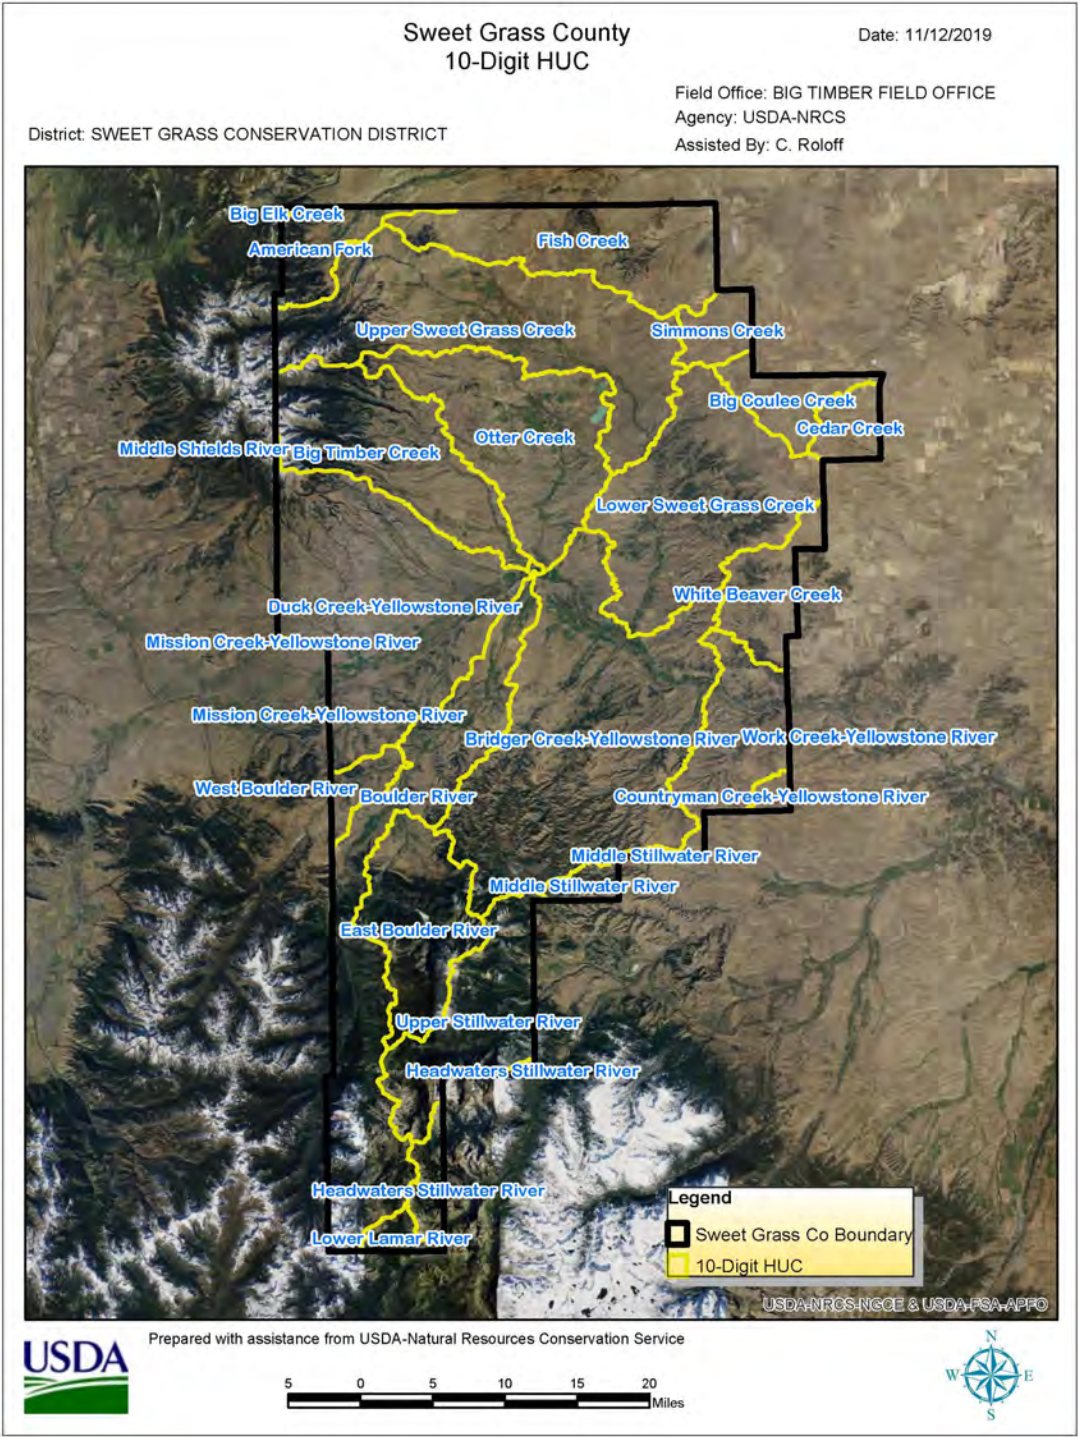 Sweet Grass County
10-Digit HUC
Date: 11/12/2019
Field Office: BIG TIMBER FIELD OFFICE
Agency: USDA-NRCS
Assisted By: C. Roloff
District: SWEET GRASS CONSERVATION DISTRICT
Big Elk Creek
American Fork
Fish Creek
Upper Sweet Grass Creek
Simmons Creek
Big Coulee Creek
Cedar Creek
Otter Creek
Middle Shields River
Big Timber Creek
Lower Sweet Grass Creek
White Beaver Creek
Duck Creek-Yellowstone River
Mission Creek-Yellowstone River
Mission Creek-Yellowstone River
Bridger Creek-Yellowstone River
Work Creek-Yellowstone River
West Boulder River
Boulder River
Countryman Creek-Yellowstone River
Middle Stillwater River
Middle Stillwater River
East Boulder River
Upper Stillwater River
Headwaters Stillwater River
Headwaters Stillwater River
Lower Lamar River
Legend
Sweet Grass Co Boundary
10-Digit HUC
USDA-NRCS-NGCE & USDA-FSA-APFO
Prepared with assistance from USDA-Natural Resources Conservation Service
USDA
5 0 5 10 15 20
Miles
N
W E
S